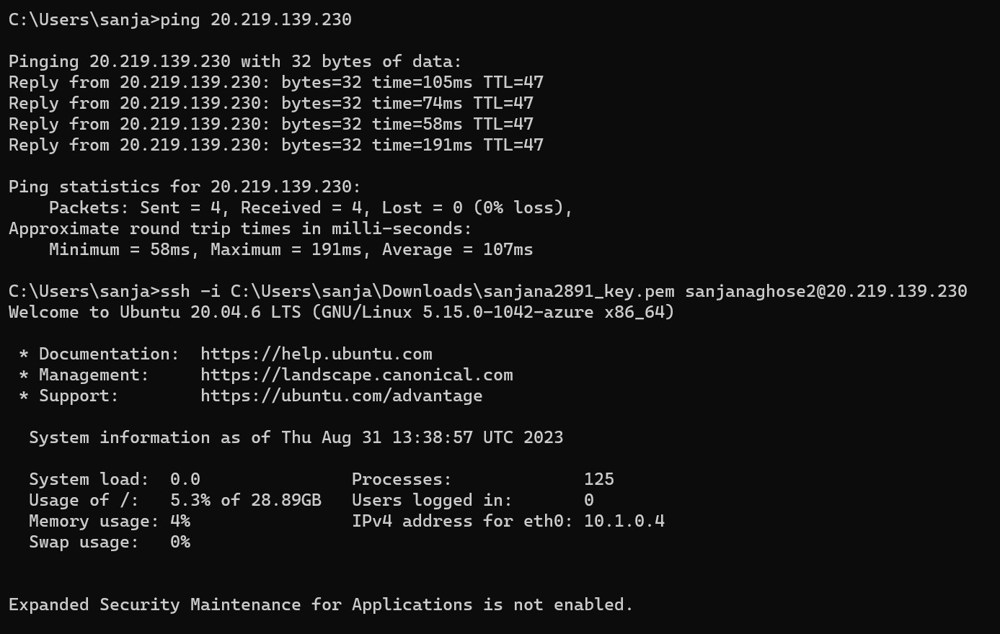 C:\Users\sanja>ping 20.219.139.230
Pinging 20.219.139.230 with 32 bytes of data:
Reply from 20.219.139.230: bytes=32 time=105ms TTL=47
Reply from 20.219.139.230: bytes=32 time=74ms TTL=47
Reply from 20.219.139.230: bytes=32 time=58ms TTL=47
Reply from 20.219.139.230: bytes=32 time=191ms TTL=47
Ping statistics for 20.219.139.230:
    Packets: Sent = 4, Received = 4, Lost = 0 (0% loss),
Approximate round trip times in milli-seconds:
    Minimum = 58ms, Maximum = 191ms, Average = 107ms
C:\Users\sanja>ssh -i C:\Users\sanja\Downloads\sanjana2891_key.pem sanjanaghose2@20.219.139.230
Welcome to Ubuntu 20.04.6 LTS (GNU/Linux 5.15.0-1042-azure x86_64)
 * Documentation:  https://help.ubuntu.com
 * Management:     https://landscape.canonical.com
 * Support:        https://ubuntu.com/advantage
  System information as of Thu Aug 31 13:38:57 UTC 2023
  System load:  0.0               Processes:             125
  Usage of /:   5.3% of 28.89GB   Users logged in:       0
  Memory usage: 4%                IPv4 address for eth0: 10.1.0.4
  Swap usage:   0%
Expanded Security Maintenance for Applications is not enabled.